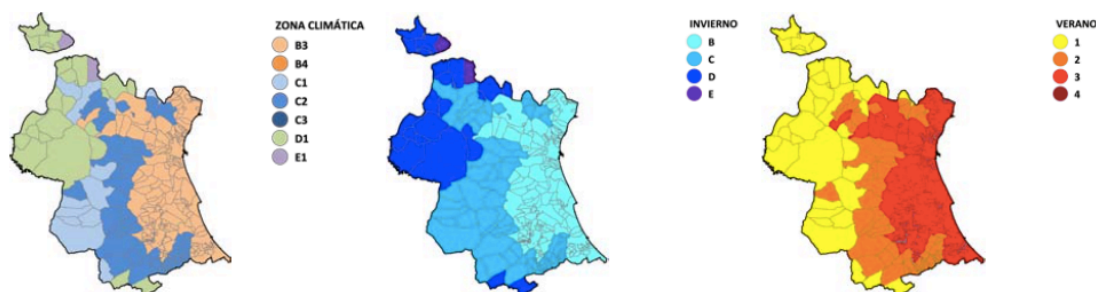 ZONA CLIMÁTICA
B3
B4
C1
C2
C3
D1
E1
INVIERNO
B
C
D
E
VERANO
1
2
3
4